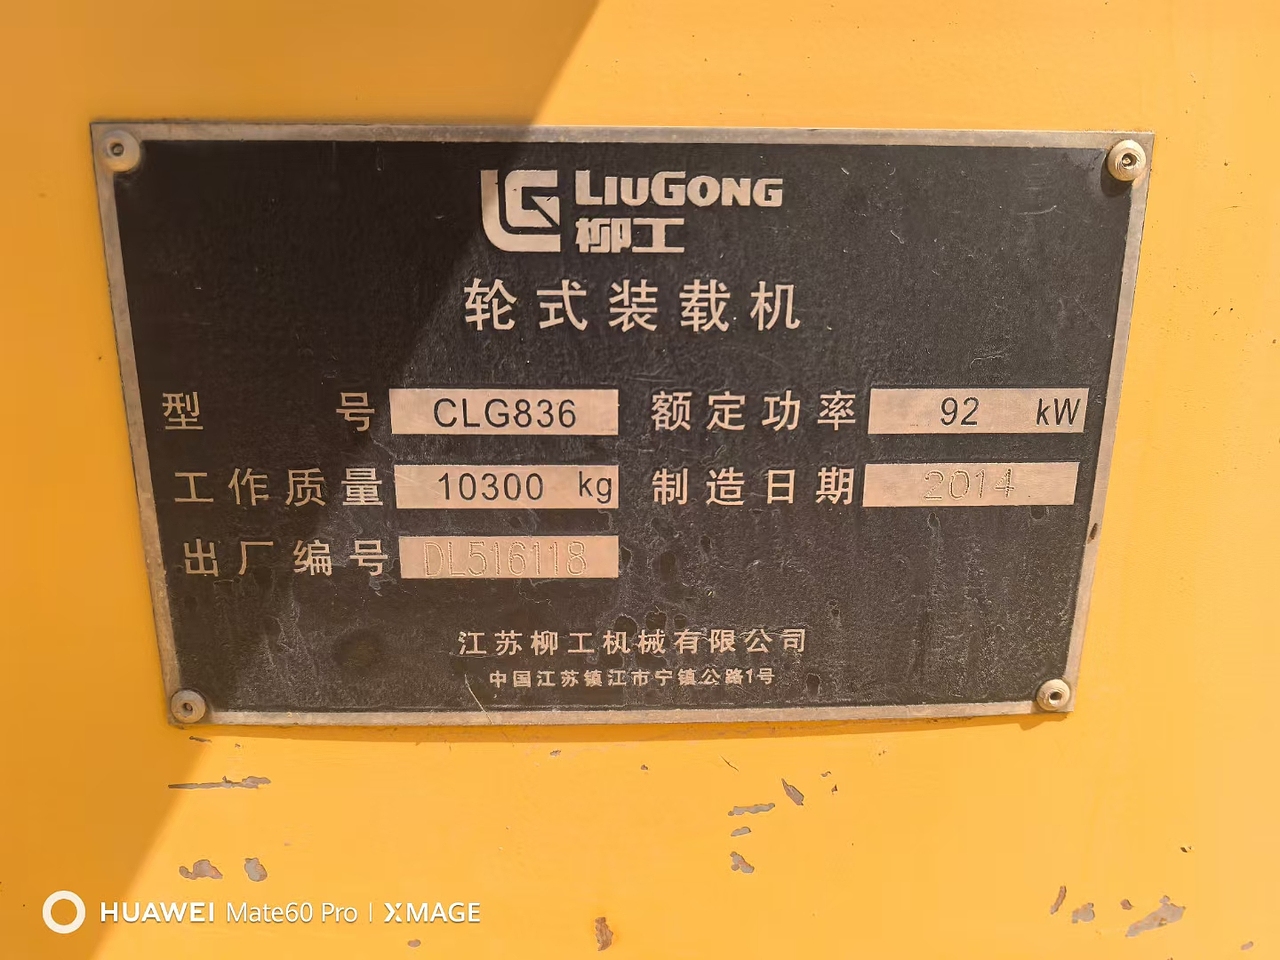 LIUGONG
柳工
轮式装载机
型号 CLG836 额定功率 92 kW
工作质量 10300 kg 制造日期 2014
出厂编号 DL516118
江苏柳工机械有限公司
中国江苏镇江市宁镇公路1号
HUAWEI Mate60 Pro | XMAGE